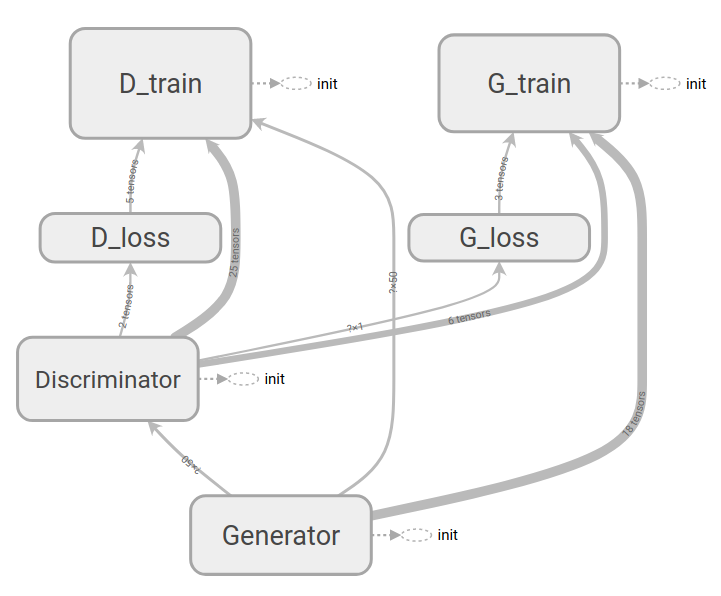 D_train
init
G_train
init
5 tensors
3 tensors
D_loss
25 tensors
G_loss
?×50
2 tensors
?×1
6 tensors
Discriminator
init
18 tensors
?×50
Generator
init